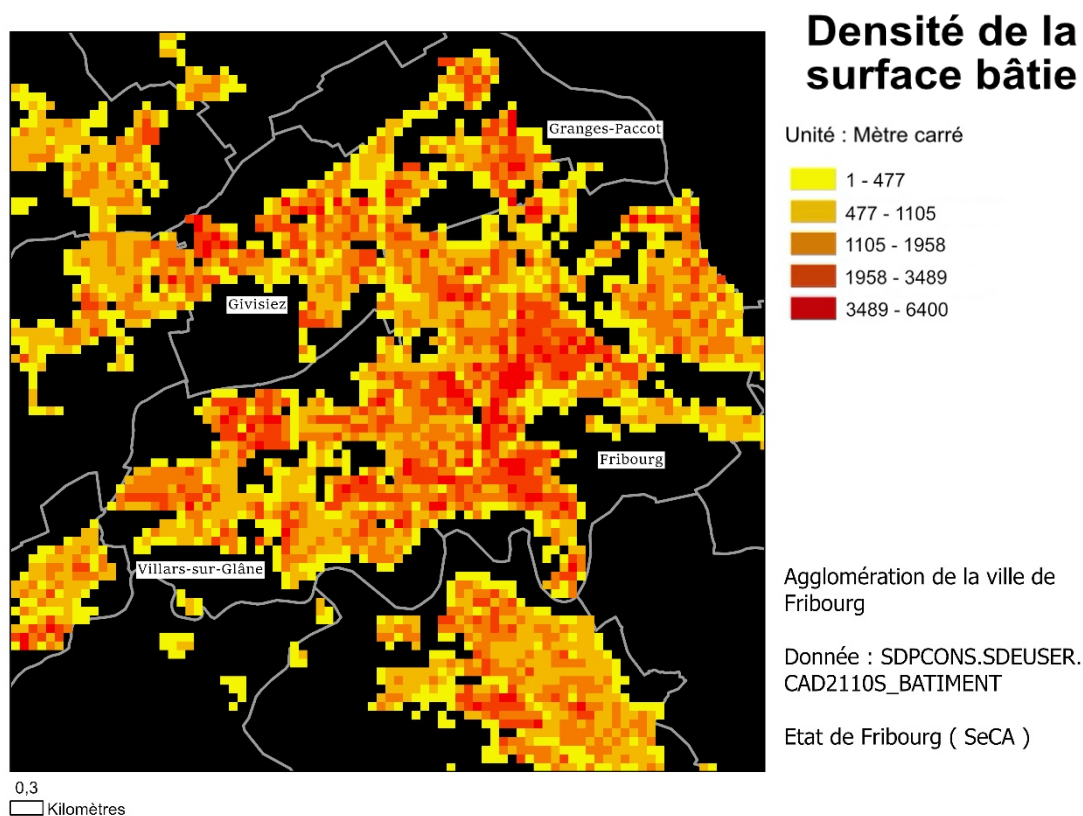 Densité de la
surface bâtie
Unité : Mètre carré
1 - 477
477 - 1105
1105 - 1958
1958 - 3489
3489 - 6400
Granges-Paccot
Givisiez
Fribourg
Villars-sur-Glâne
Agglomération de la ville de
Fribourg
Donnée : SDPCONS.SDEUSER.
CAD2110S_BATIMENT
Etat de Fribourg ( SeCA )
0,3
Kilomètres